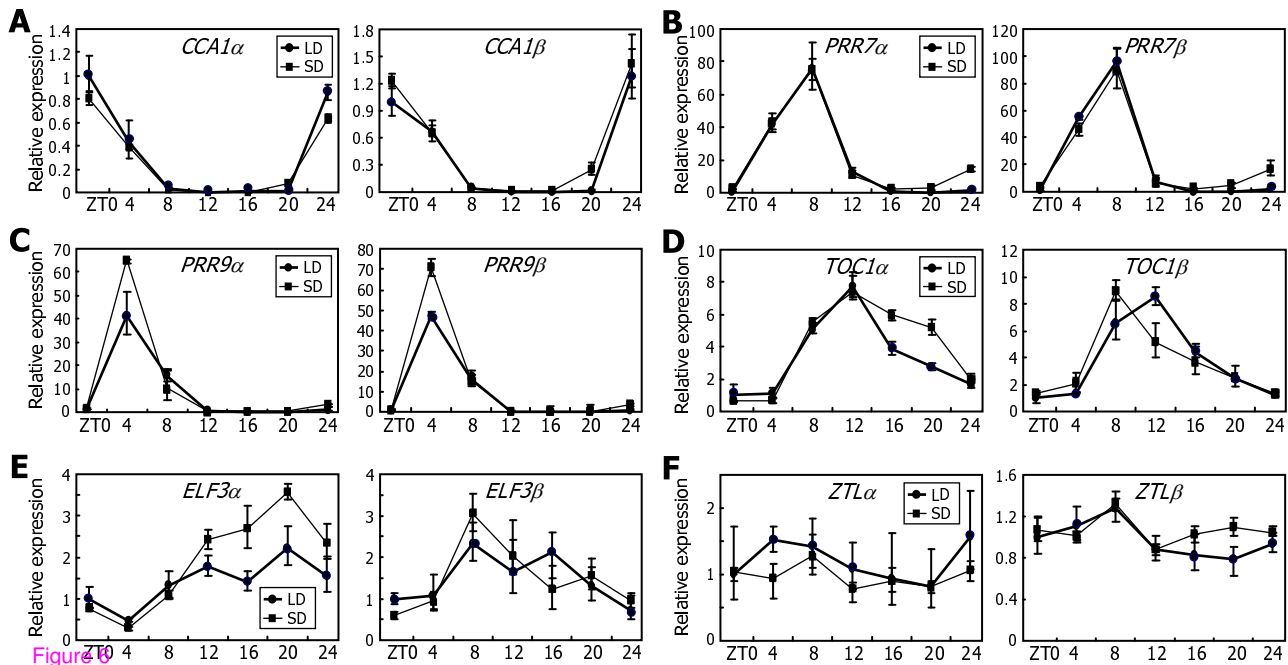 A
CCA1α
LD
SD
Relative expression
1.4
1.2
1
0.8
0.6
0.4
0.2
0
ZT0 4 8 12 16 20 24
CCA1β
1.8
1.5
1.2
0.9
0.6
0.3
0
ZT0 4 8 12 16 20 24
B
PRR7α
LD
SD
Relative expression
100
80
60
40
20
0
ZT0 4 8 12 16 20 24
PRR7β
120
100
80
60
40
20
0
ZT0 4 8 12 16 20 24
C
PRR9α
LD
SD
Relative expression
70
60
50
40
30
20
10
0
ZT0 4 8 12 16 20 24
PRR9β
80
70
60
50
40
30
20
10
0
ZT0 4 8 12 16 20 24
D
TOC1α
LD
SD
Relative expression
10
8
6
4
2
0
ZT0 4 8 12 16 20 24
TOC1β
12
10
8
6
4
2
0
ZT0 4 8 12 16 20 24
E
ELF3α
LD
SD
Relative expression
4
3
2
1
0
ZT0 4 8 12 16 20 24
ELF3β
4
3
2
1
0
ZT0 4 8 12 16 20 24
F
ZTLα
LD
SD
Relative expression
2
1
0
ZT0 4 8 12 16 20 24
ZTLβ
1.6
1.2
0.8
0.4
0
ZT0 4 8 12 16 20 24
Figure 6